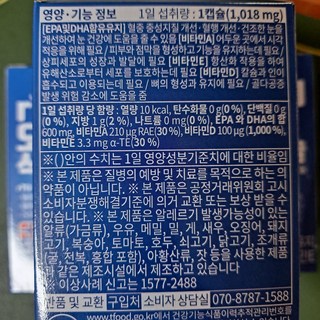 영양·기능 정보 1일 섭취량 : 1캡슐(1,018 mg)
[EPA및DHA함유유지] 혈중 중성지질 개선·혈행 개선·건조한 눈을
개선하여 눈 건강에 도움을 줄 수 있음 [비타민A] 어두운 곳에서 시각
적응을 위해 필요 / 피부와 점막을 형성하고 기능을 유지하는데 필요 /
상피세포의 성장과 발달에 필요 [비타민E] 항산화 작용을 하여
유해산소로부터 세포를 보호하는데 필요 [비타민D] 칼슘과 인이
흡수되고 이용되는데 필요 / 뼈의 형성과 유지에 필요 / 골다공증
발생 위험 감소에 도움을 줌
1일 섭취량 당 함량 · 열량 10 kcal, 탄수화물 0 g(0 %), 단백질 0 g
(0 %), 지방 1 g(2 %), 나트륨 0 mg(0 %), EPA 와 DHA의 합
600 mg, 비타민A 210 μg RAE(30 %), 비타민D 100 μg(1,000 %),
비타민E 3.3 mg α-TE(30 %)
※( )안의 수치는 1일 영양성분기준치에 대한 비율임
※ 본 제품은 질병의 예방 및 치료를 목적으로 하는 의
약품이 아닙니다. ※ 본 제품은 공정거래위원회 고시
소비자분쟁해결기준에 의거 교환 또는 보상 받을 수
있습니다. ※ 본 제품은 알레르기 발생가능성이 있는
알류(가금류), 우유, 메밀, 밀, 게, 새우, 오징어, 돼지
고기, 복숭아, 토마토, 호두, 쇠고기, 닭고기, 조개류
(굴, 전복, 홍합 포함), 아황산류, 잣 등을 사용한 제품
과 같은 제조시설에서 제조하고 있습니다.
※ 이상사례 신고는 1577-2488
반품 및 교환 구입처 소비자 상담실 070-8787-1588
www.tfood.go.kr에서 건강기능식품이력추적관리번호를